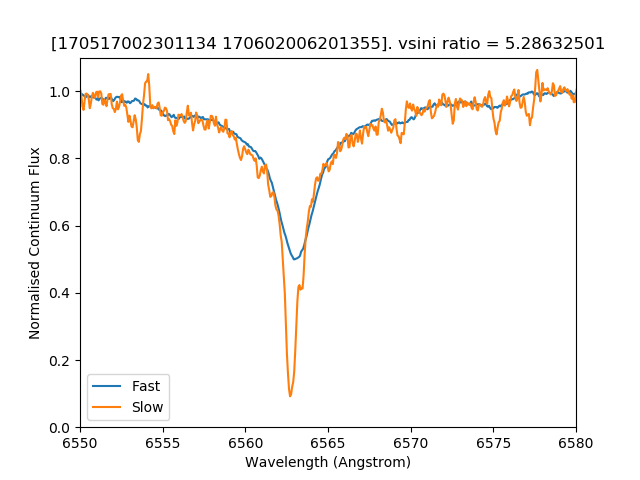 [170517002301134 170602006201355]. vsini ratio = 5.28632501
Normalised Continuum Flux
1.0
0.8
0.6
0.4
0.2
0.0
Fast
Slow
6550 6555 6560 6565 6570 6575 6580
Wavelength (Angstrom)